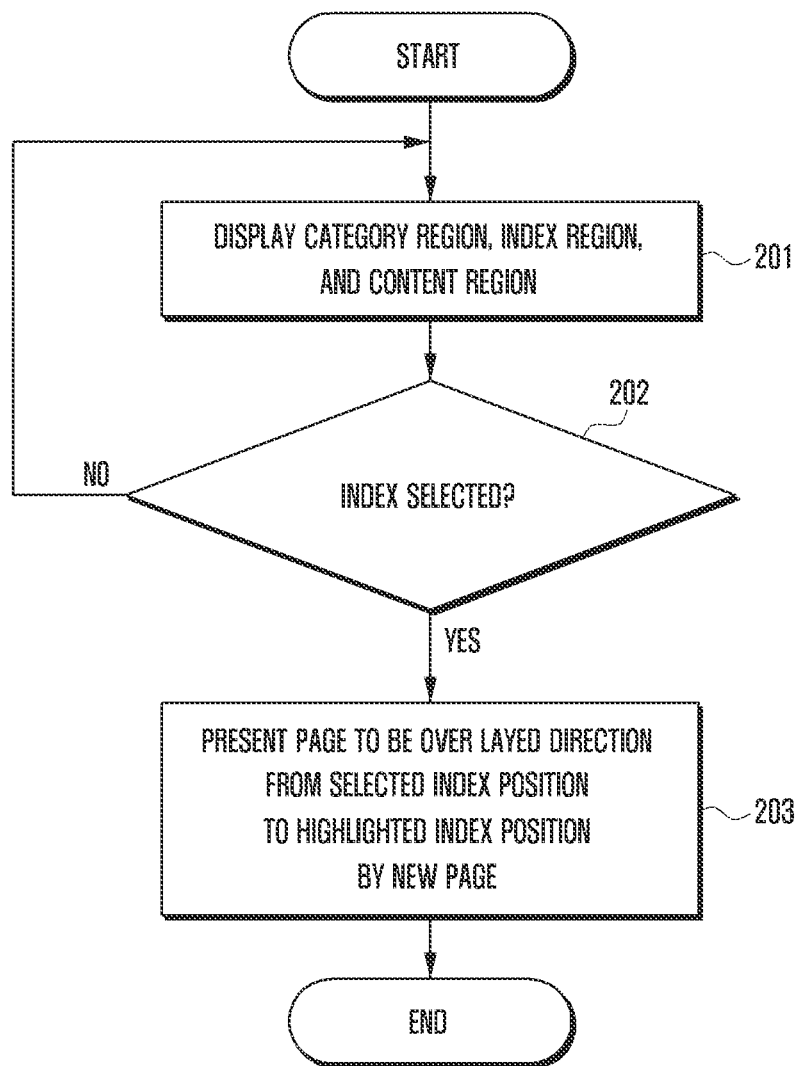 START
DISPLAY CATEGORY REGION, INDEX REGION,
AND CONTENT REGION
201
202
INDEX SELECTED?
NO
YES
PRESENT PAGE TO BE OVER LAYED DIRECTION
FROM SELECTED INDEX POSITION
TO HIGHLIGHTED INDEX POSITION
BY NEW PAGE
203
END